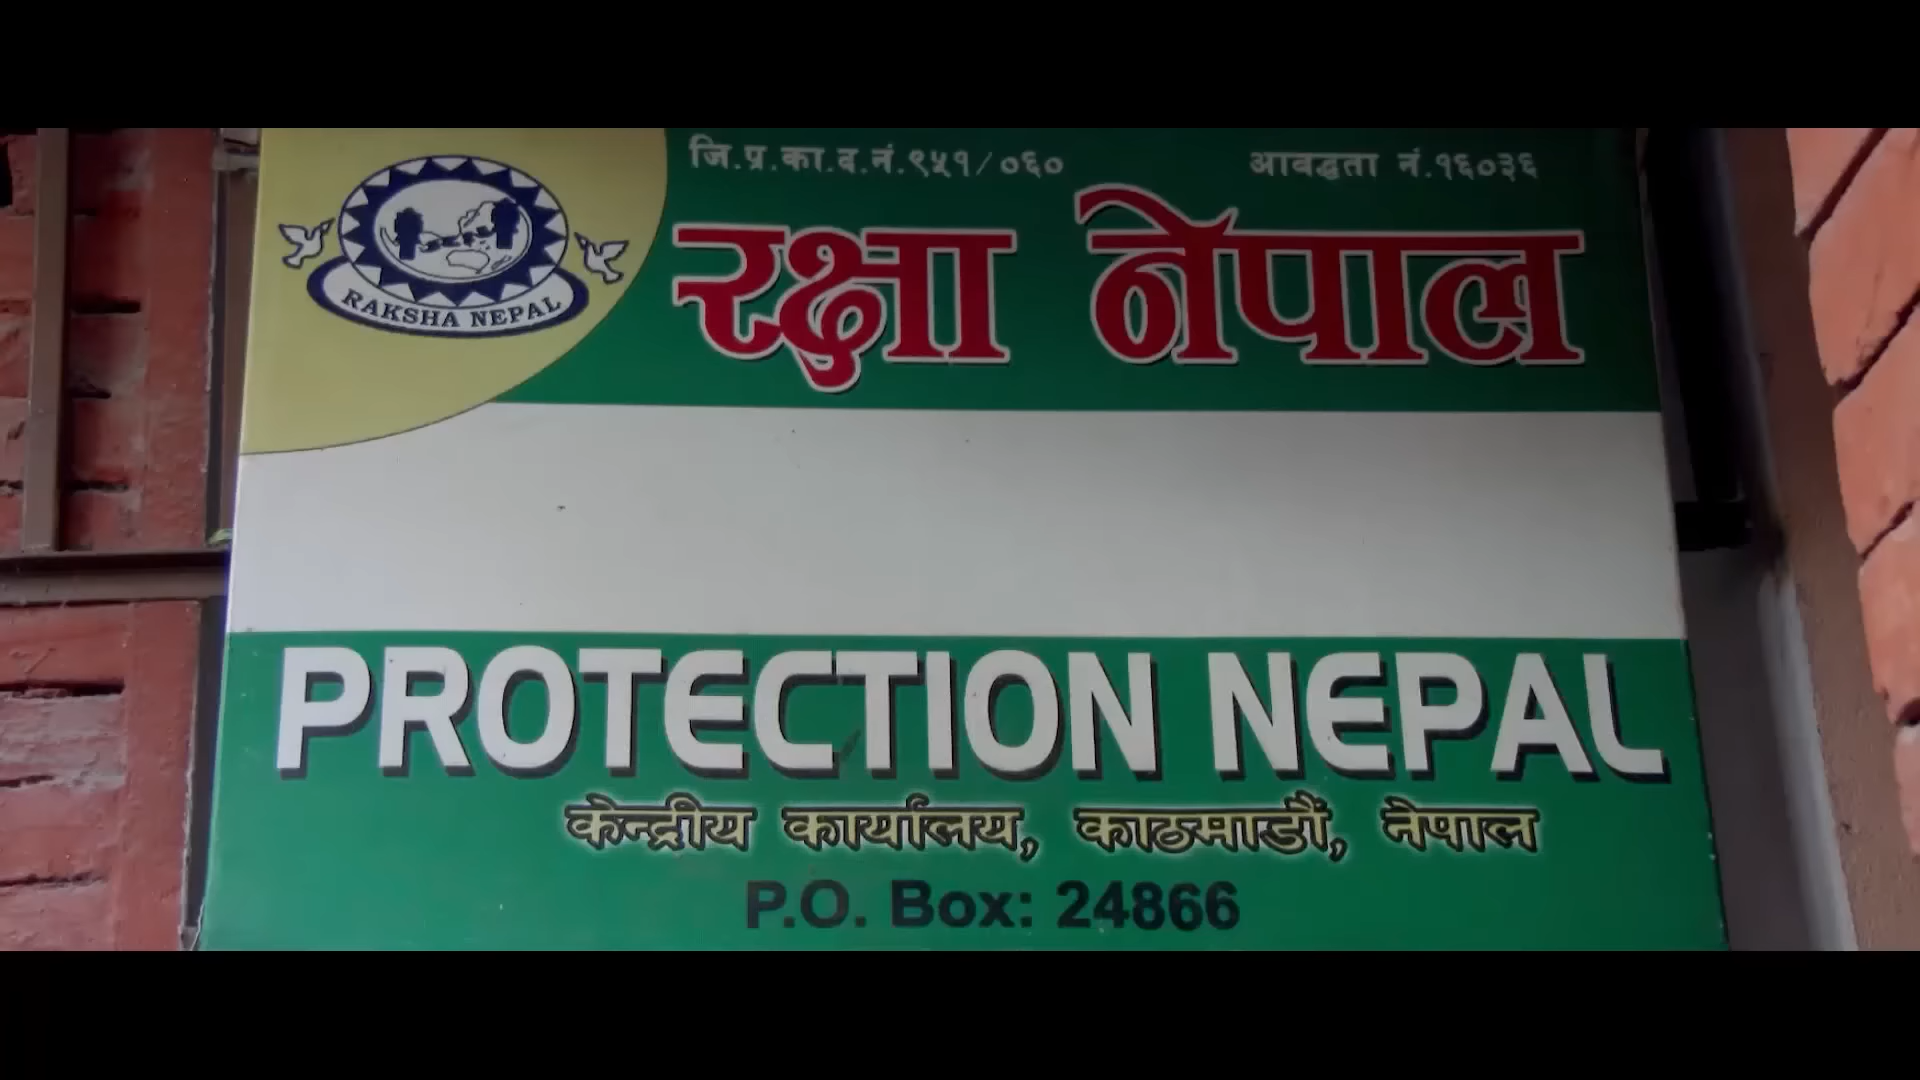 जि.प्र.का.द.नं.९५१/०६० आवद्धता नं.१६०३६
RAKSHA NEPAL
रक्षा नेपाल
PROTECTION NEPAL
केन्द्रीय कार्यालय, काठमाडौं, नेपाल
P.O. Box: 24866